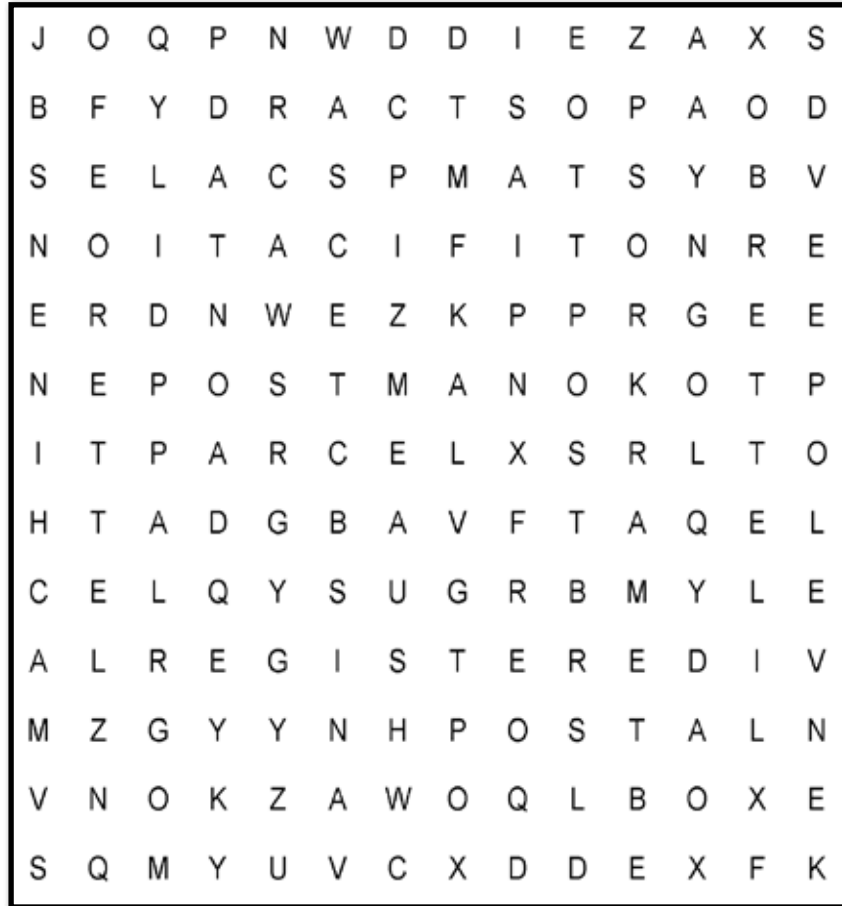 J O Q P N W D D I E Z A X S
B F Y D R A C T S O P A O D
S E L A C S P M A T S Y B V
N O I T A C I F I T O N R E
E R D N W E Z K P P R G E E
N E P O S T M A N O K O T P
I T P A R C E L X S R L T O
H T A D G B A V F T A Q E L
C E L Q Y S U G R B M Y L E
A L R E G I S T E R E D I V
M Z G Y Y N H P O S T A L N
V N O K Z A W O Q L B O X E
S Q M Y U V C X D D E X F K